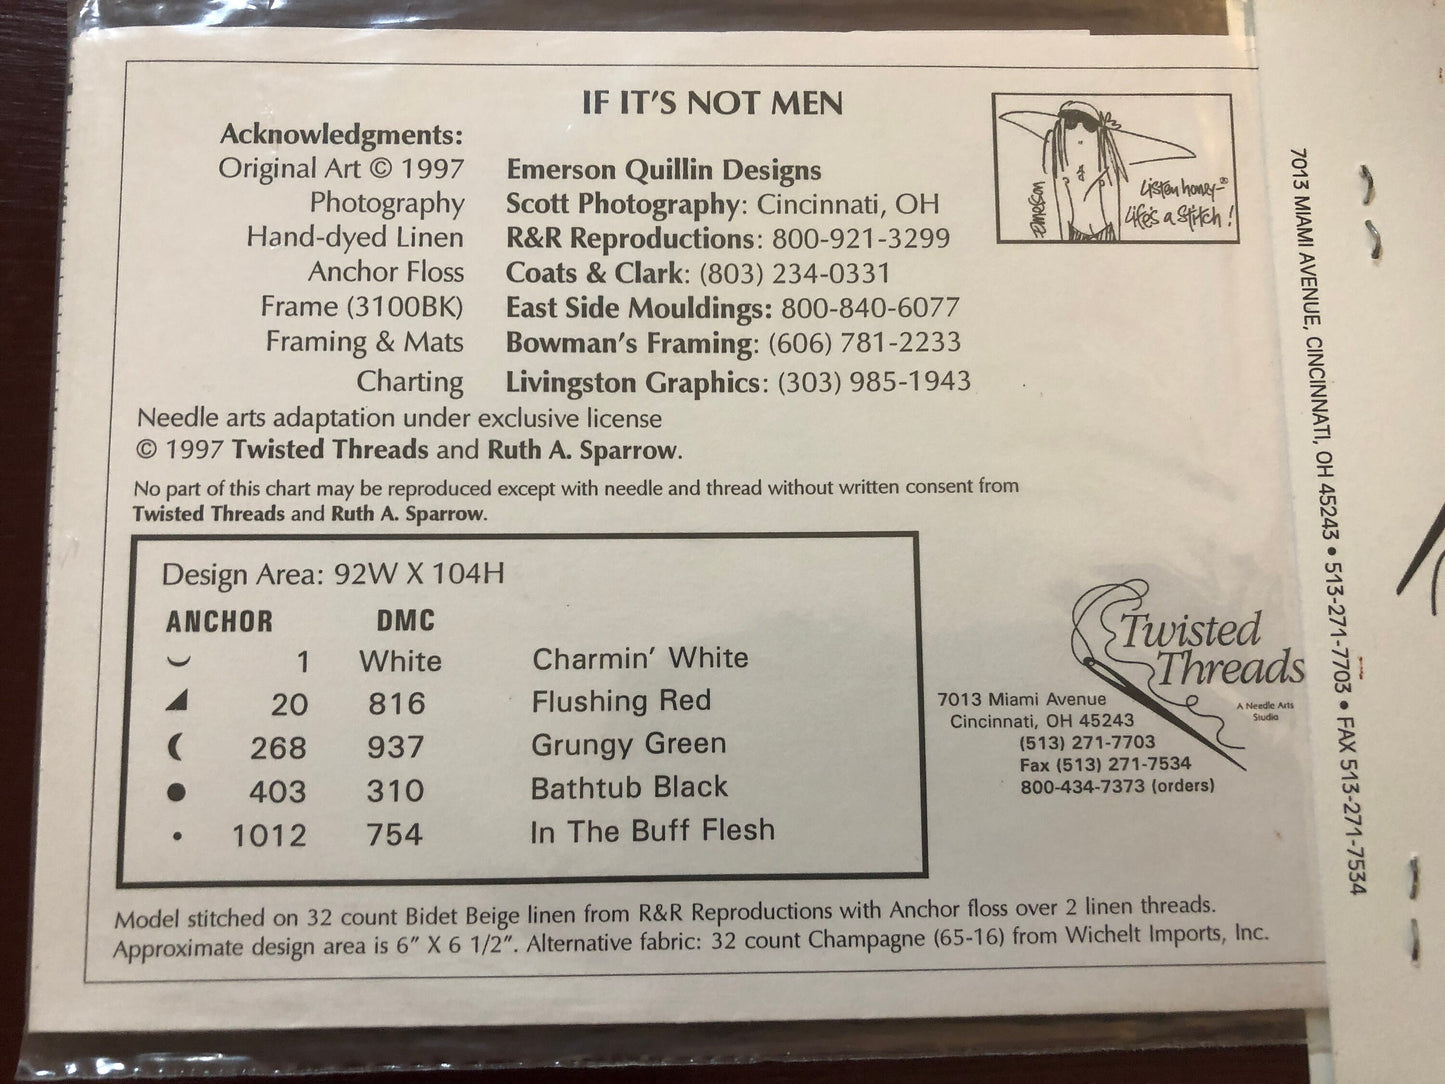 IF IT'S NOT MEN
Acknowledgments:
Original Art © 1997 Emerson Quillin Designs
Photography Scott Photography: Cincinnati, OH
Hand-dyed Linen R&R Reproductions: 800-921-3299
Anchor Floss Coats & Clark: (803) 234-0331
Frame (3100BK) East Side Mouldings: 800-840-6077
Framing & Mats Bowman's Framing: (606) 781-2233
Charting Livingston Graphics: (303) 985-1943
Needle arts adaptation under exclusive license
© 1997 Twisted Threads and Ruth A. Sparrow.
No part of this chart may be reproduced except with needle and thread without written consent from
Twisted Threads and Ruth A. Sparrow.
Listen honey-®
Life's a Stitch!
Design Area: 92W X 104H
ANCHOR DMC
1 White Charmin' White
20 816 Flushing Red
268 937 Grungy Green
403 310 Bathtub Black
1012 754 In The Buff Flesh
Twisted
Threads
A Needle Arts
Studio
7013 Miami Avenue
Cincinnati, OH 45243
(513) 271-7703
Fax (513) 271-7534
800-434-7373 (orders)
Model stitched on 32 count Bidet Beige linen from R&R Reproductions with Anchor floss over 2 linen threads.
Approximate design area is 6" X 6 1/2". Alternative fabric: 32 count Champagne (65-16) from Wichelt Imports, Inc.
7013 MIAMI AVENUE, CINCINNATI, OH 45243 • 513-271-7703 • FAX 513-271-7534